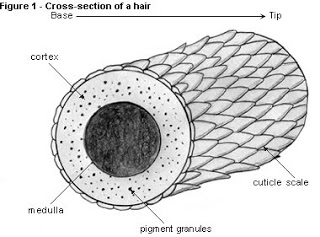 Figure 1 - Cross-section of a hair
Base → Tip
cortex
cuticle scale
medulla
pigment granules